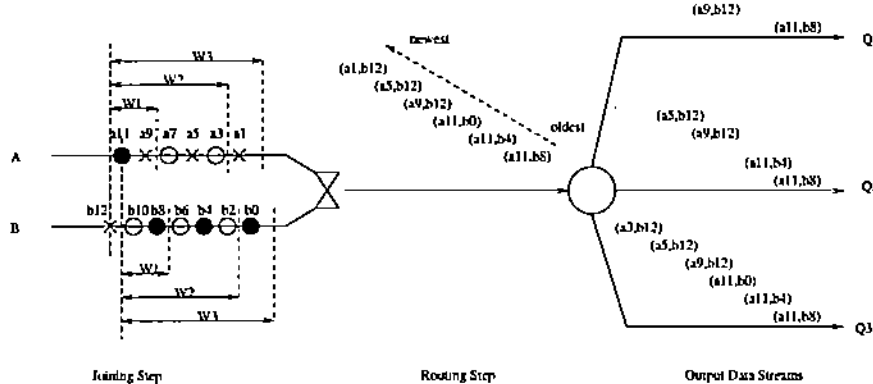 W3
W2
W1
a11 a9 a7 a5 a3 a1
A
b12 b10 b8 b6 b4 b2 b0
B
W1
W2
W3
Joining Step
newest
(a1,b12)
(a5,b12)
(a9,b12)
(a11,b0)
(a11,b4)
(a11,b8)
oldest
Routing Step
(a9,b12)
(a11,b8)
Q
(a5,b12)
(a9,b12)
(a11,b4)
(a11,b8)
Q
(a3,b12)
(a5,b12)
(a9,b12)
(a11,b0)
(a11,b4)
(a11,b8)
Q3
Output Data Streams